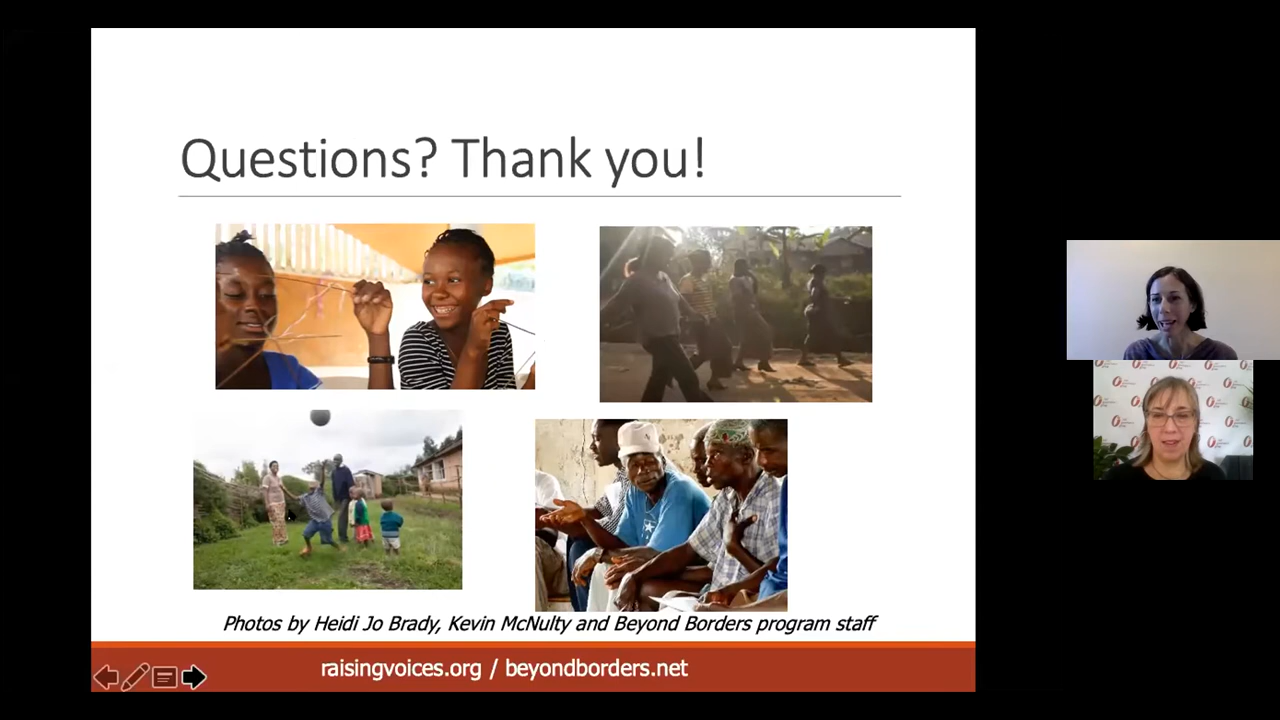 Questions? Thank you!
Photos by Heidi Jo Brady, Kevin McNulty and Beyond Borders program staff
raisingvoices.org / beyondborders.net